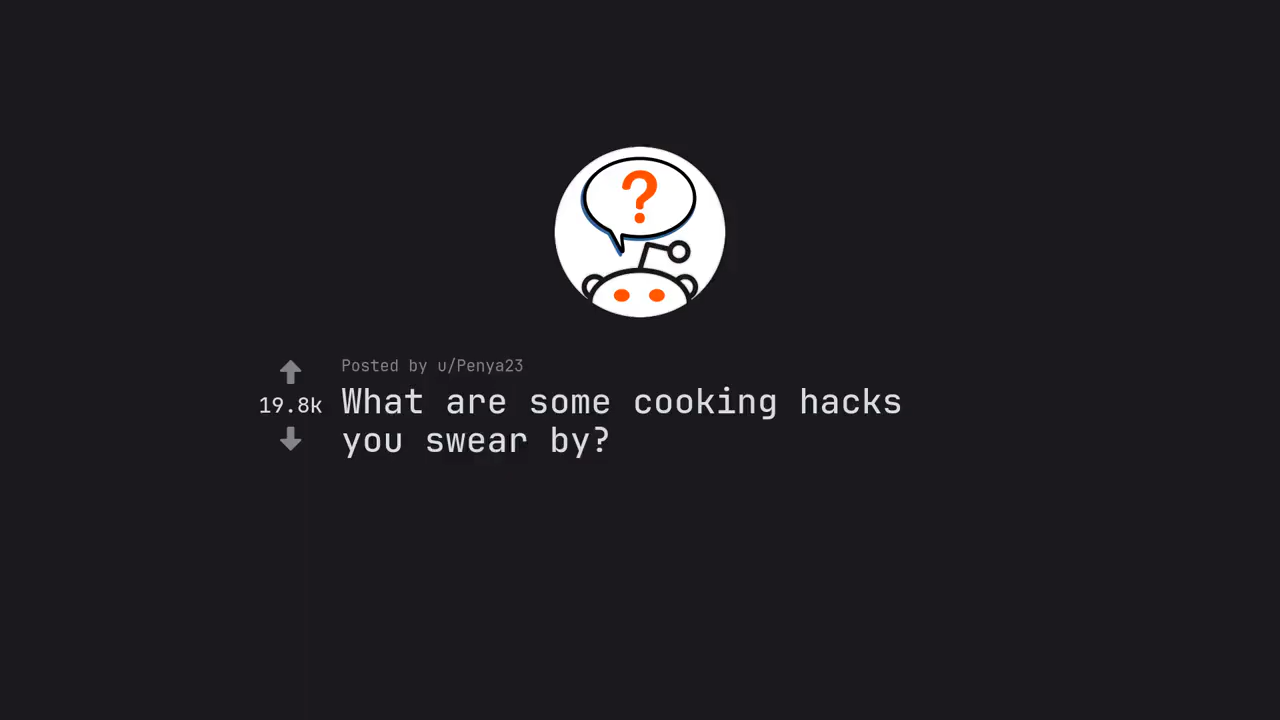 ?
Posted by u/Penya23
19.8k
What are some cooking hacks
you swear by?